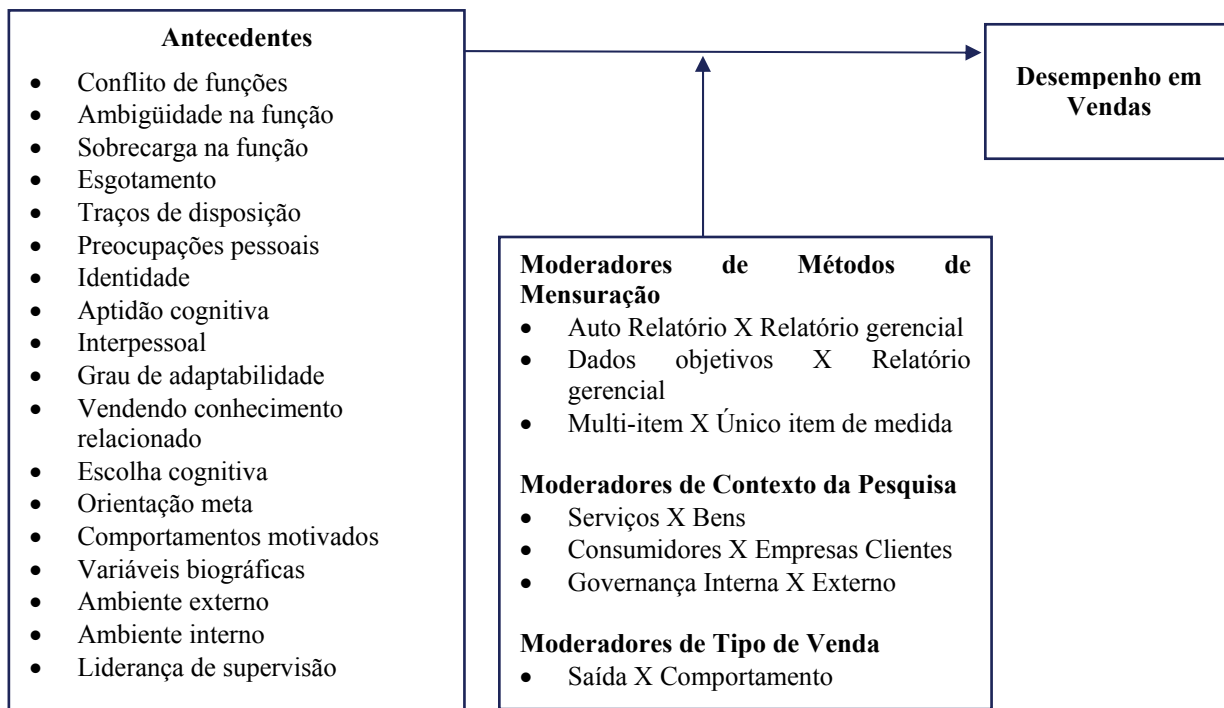 Antecedentes
• Conflito de funções
• Ambigüidade na função
• Sobrecarga na função
• Esgotamento
• Traços de disposição
• Preocupações pessoais
• Identidade
• Aptidão cognitiva
• Interpessoal
• Grau de adaptabilidade
• Vendendo conhecimento
relacionado
• Escolha cognitiva
• Orientação meta
• Comportamentos motivados
• Variáveis biográficas
• Ambiente externo
• Ambiente interno
• Liderança de supervisão
Desempenho em
Vendas
Moderadores de Métodos de
Mensuração
• Auto Relatório X Relatório gerencial
• Dados objetivos X Relatório
gerencial
• Multi-item X Único item de medida
Moderadores de Contexto da Pesquisa
• Serviços X Bens
• Consumidores X Empresas Clientes
• Governança Interna X Externo
Moderadores de Tipo de Venda
• Saída X Comportamento